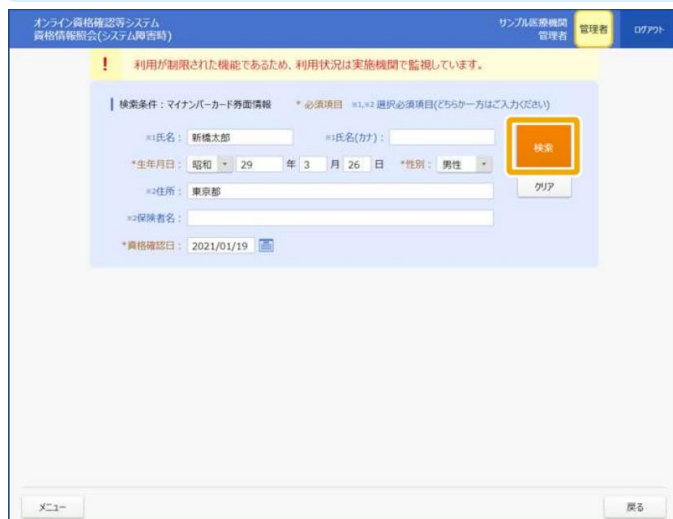 オンライン資格確認等システム
資格情報照会(システム障害時)
サンプル医療機関
管理者
管理者
ログアウト
! 利用が制限された機能であるため、利用状況は実施機関で監視しています。
検索条件：マイナンバーカード券面情報 * 必須項目 ※1,※2 選択必須項目(どちらか一方はご入力ください)
※1氏名： 新橋太郎 ※1氏名(カナ)：
検索
*生年月日： 昭和 29 年 3 月 26 日 *性別： 男性
クリア
※2住所： 東京都
※2保険者名：
*資格確認日： 2021/01/19
メニュー 戻る